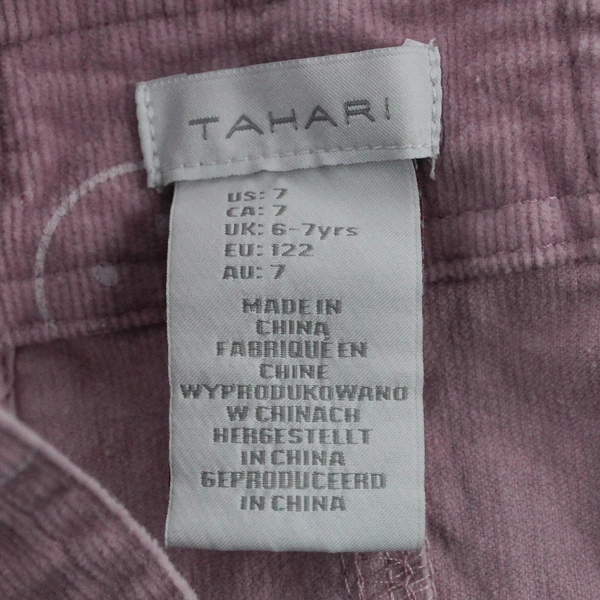 TAHARI
US: 7
CA: 7
UK: 6-7yrs
EU: 122
AU: 7
MADE IN
CHINA
FABRIQUÉ EN
CHINE
WYPRODUKOWANO
W CHINACH
HERGESTELLT
IN CHINA
GEPRODUCEERD
IN CHINA